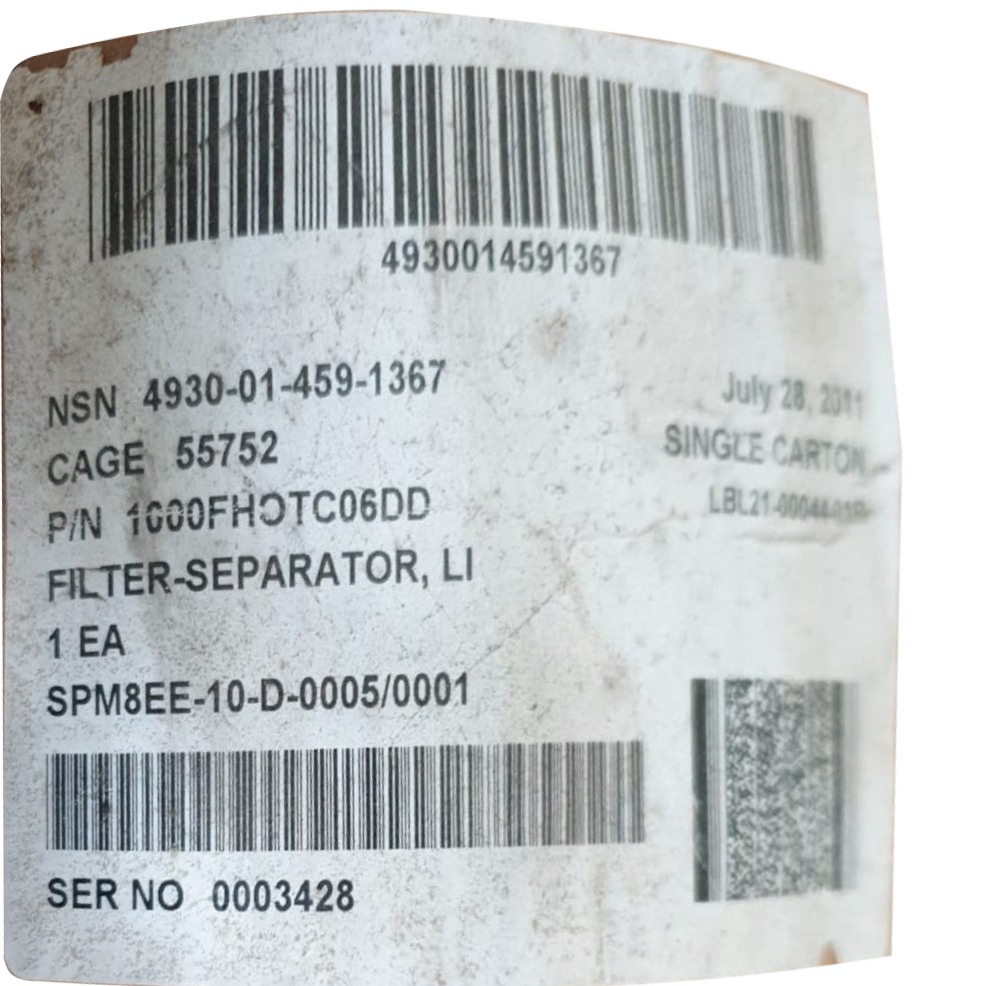 4930014591367
NSN 4930-01-459-1367
July 28, 2011
CAGE 55752
SINGLE CARTON
P/N
FILTER-SEPARATOR, LI
1 EA
SPM8EE-10-D-0005/0001
SER NO 0003428